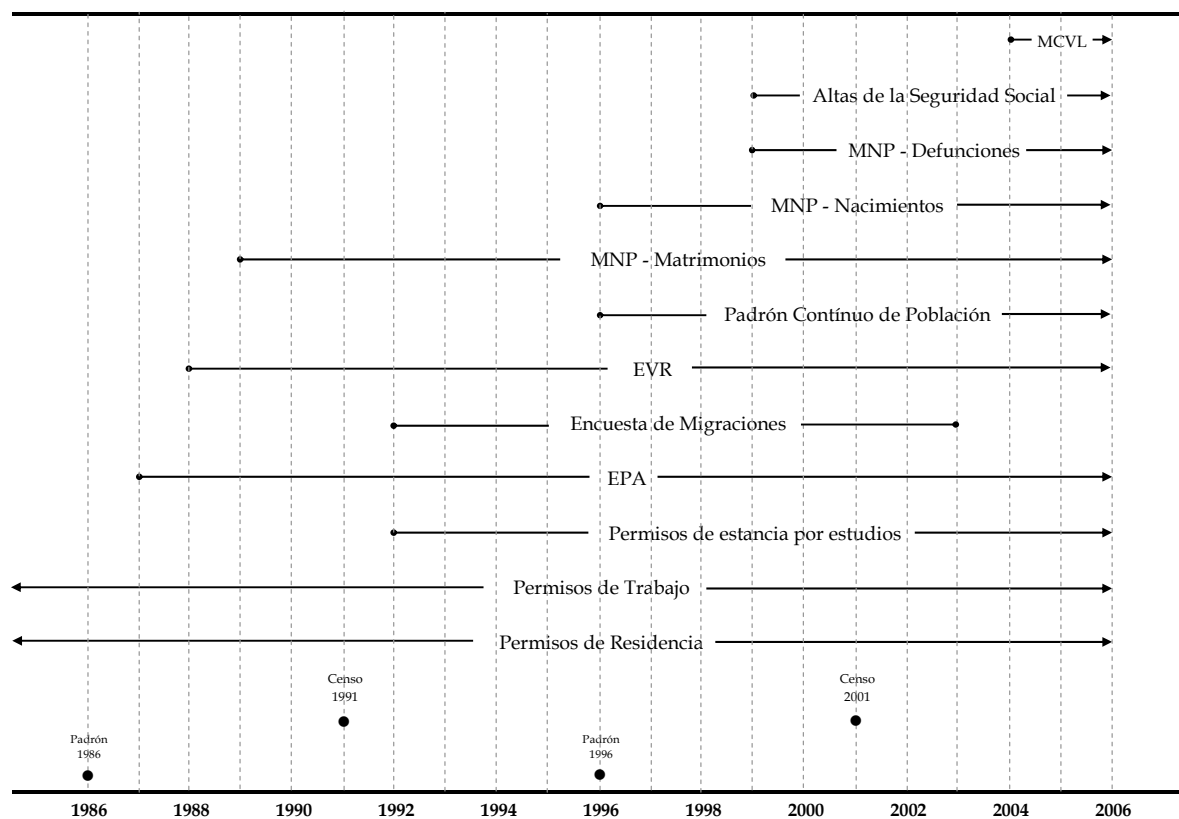 MCVL
Altas de la Seguridad Social
MNP - Defunciones
MNP - Nacimientos
MNP - Matrimonios
Padrón Contínuo de Población
EVR
Encuesta de Migraciones
EPA
Permisos de estancia por estudios
Permisos de Trabajo
Permisos de Residencia
Censo
1991
Censo
2001
Padrón
1986
Padrón
1996
1986 1988 1990 1992 1994 1996 1998 2000 2002 2004 2006